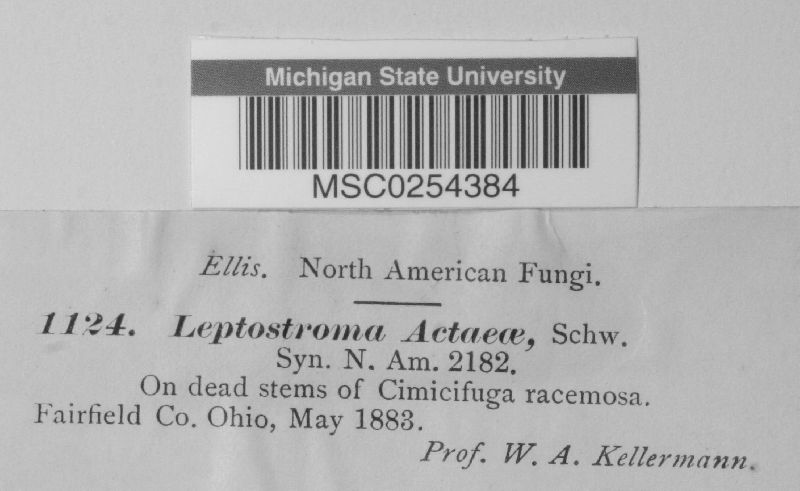 Michigan State University
MSC0254384
Ellis. North American Fungi.
1124. Leptostroma Actaeæ, Schw.
Syn. N. Am. 2182.
On dead stems of Cimicifuga racemosa.
Fairfield Co. Ohio, May 1883.
Prof. W. A. Kellermann.